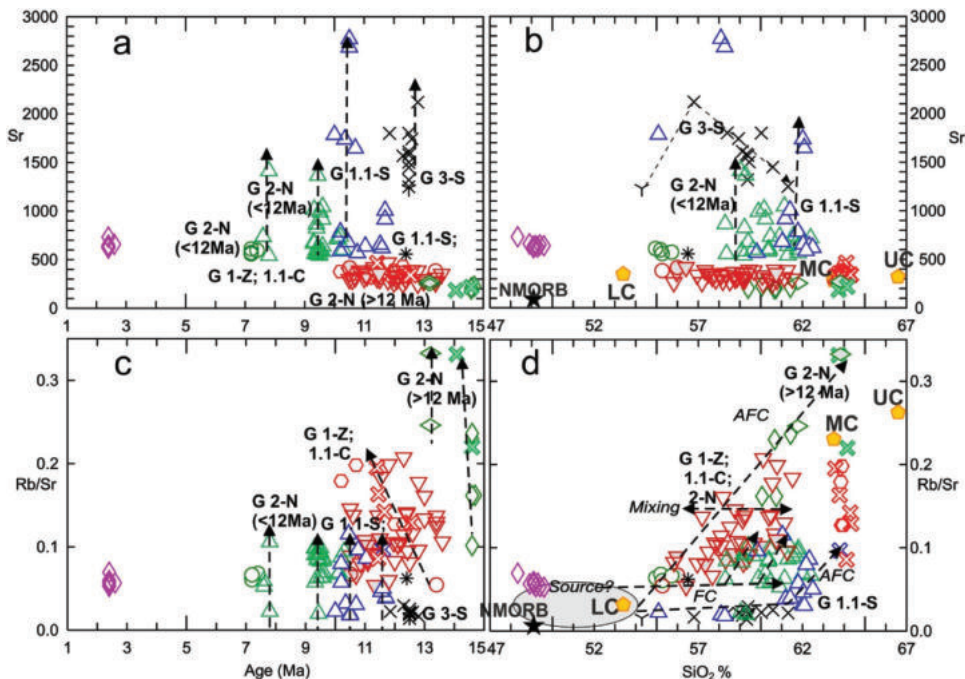 a
3000
2500
2000
Sr
1500
1000
500
0
1 3 5 7 9 11 13 15
G 2-N
(<12Ma)
G 2-N
(<12Ma)
G 1-Z; 1.1-C
G 1.1-S
G 3-S
G 1.1-S;
G 2-N (>12 Ma)
b
3000
2500
2000
Sr
1500
1000
500
0
47 52 57 62 67
G 3-S
G 2-N
(<12Ma)
G 1.1-S
NMORB
LC
MC
UC
c
0.3
0.2
Rb/Sr
0.1
0.0
1 3 5 7 9 11 13 15
Age (Ma)
G 2-N
(>12 Ma)
G 1-Z;
1.1-C
G 2-N
(<12Ma)
G 1.1-S;
G 3-S
d
0.3
0.2
Rb/Sr
0.1
0.0
47 52 57 62 67
SiO₂ %
G 2-N
(>12 Ma)
UC
AFC
MC
G 1-Z;
1.1-C;
2-N
Mixing
Source?
FC
AFC
NMORB
LC
G 1.1-S